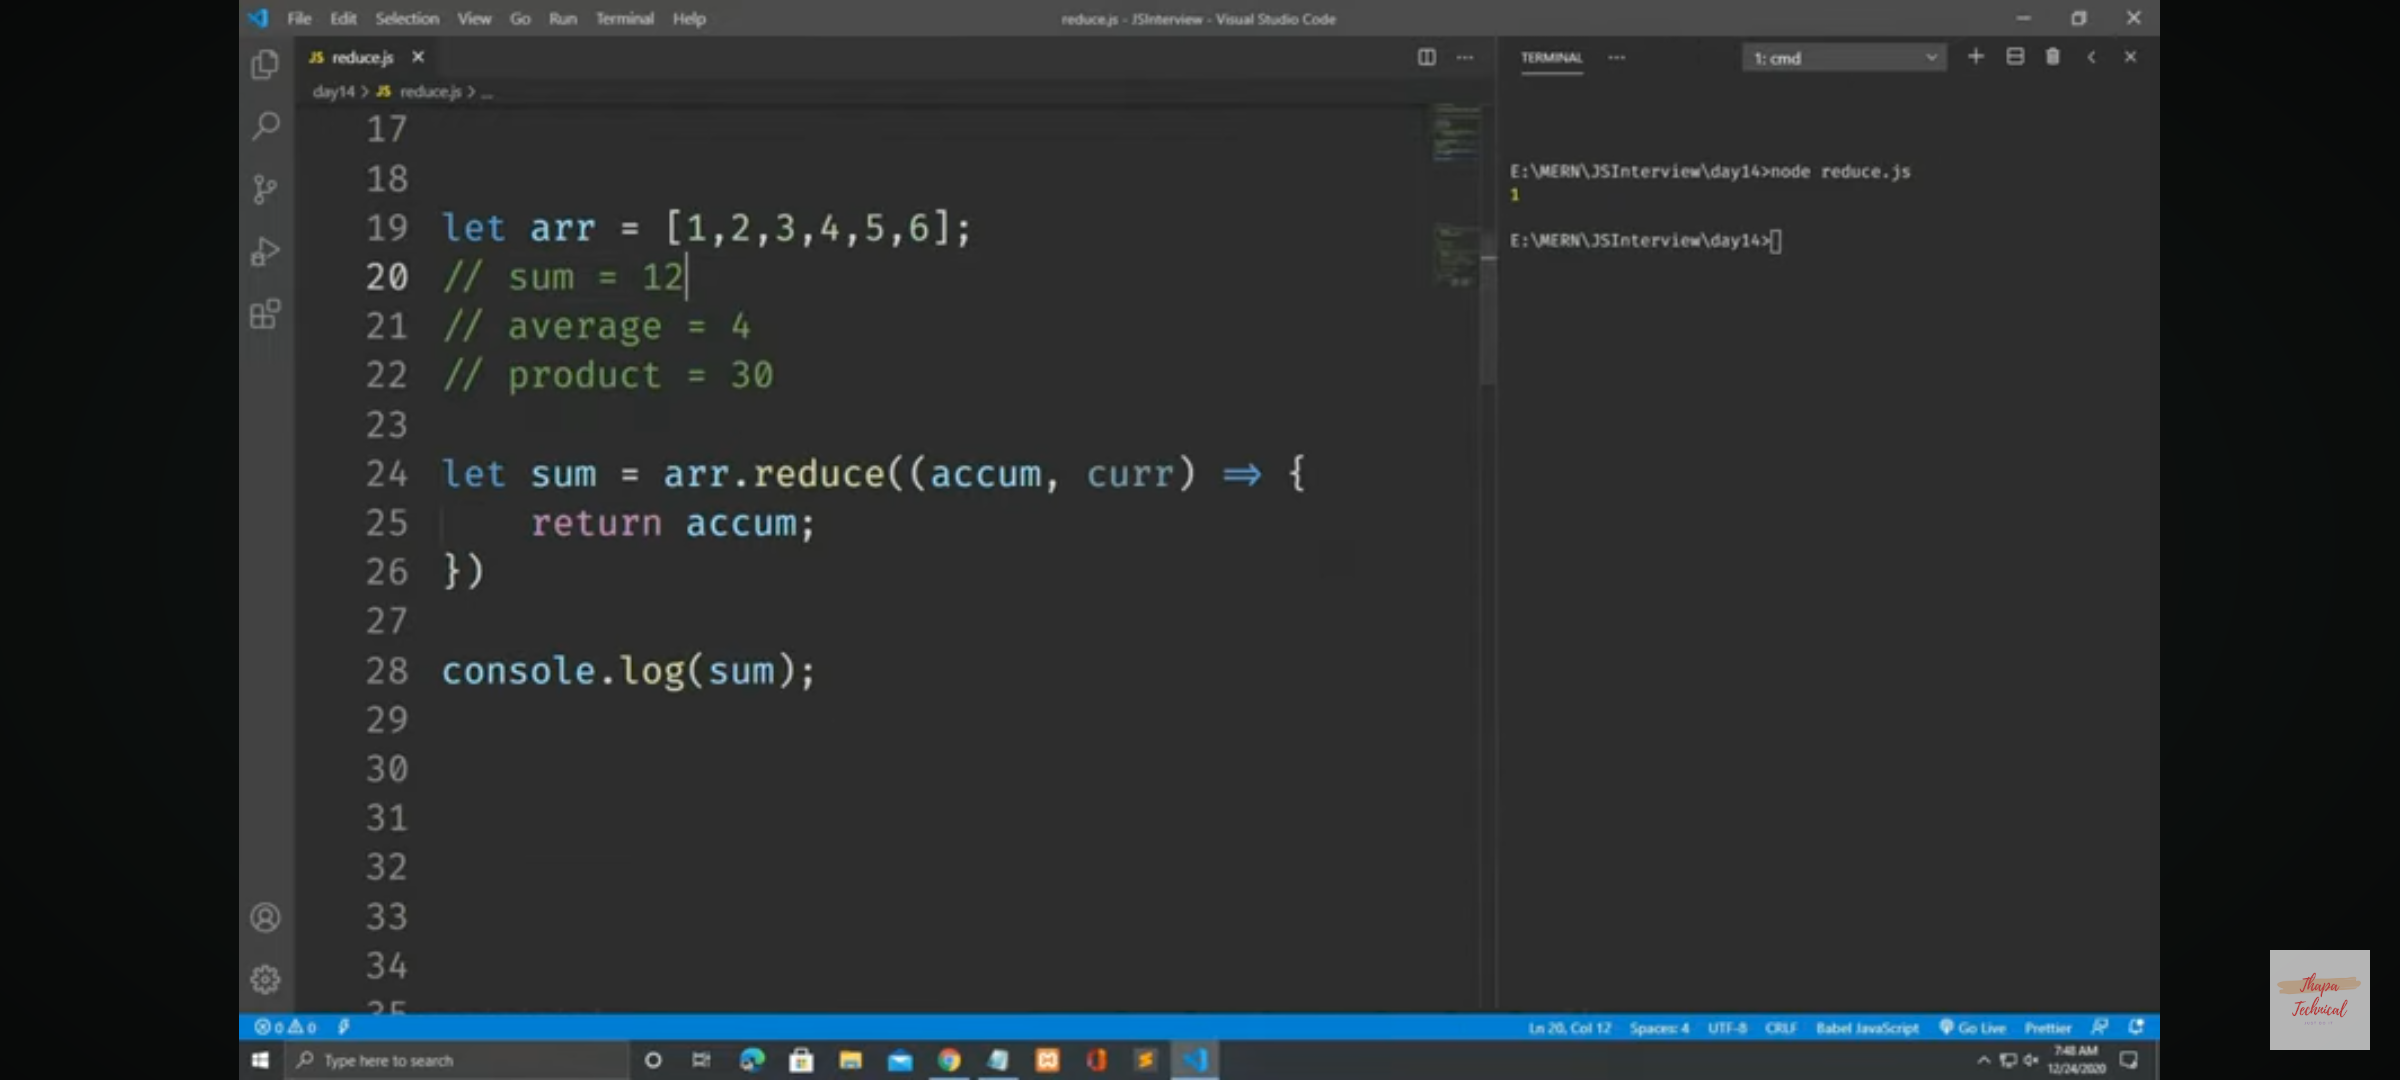 File Edit Selection View Go Run Terminal Help
reduce.js - JSInterview - Visual Studio Code
JS reduce.js
TERMINAL
1: cmd
day14 > JS reduce.js > ...
17
18
19 let arr = [1,2,3,4,5,6];
20 // sum = 12
21 // average = 4
22 // product = 30
23
24 let sum = arr.reduce((accum, curr) => {
25 return accum;
26 })
27
28 console.log(sum);
29
30
31
32
33
34
35
E:\MERN\JSInterview\day14>node reduce.js
1
E:\MERN\JSInterview\day14>
0 0
Ln 20, Col 12 Spaces: 4 UTF-8 CRLF Babel JavaScript Go Live Prettier
Type here to search
7:48 AM
12/24/2020
Thapa
Technical